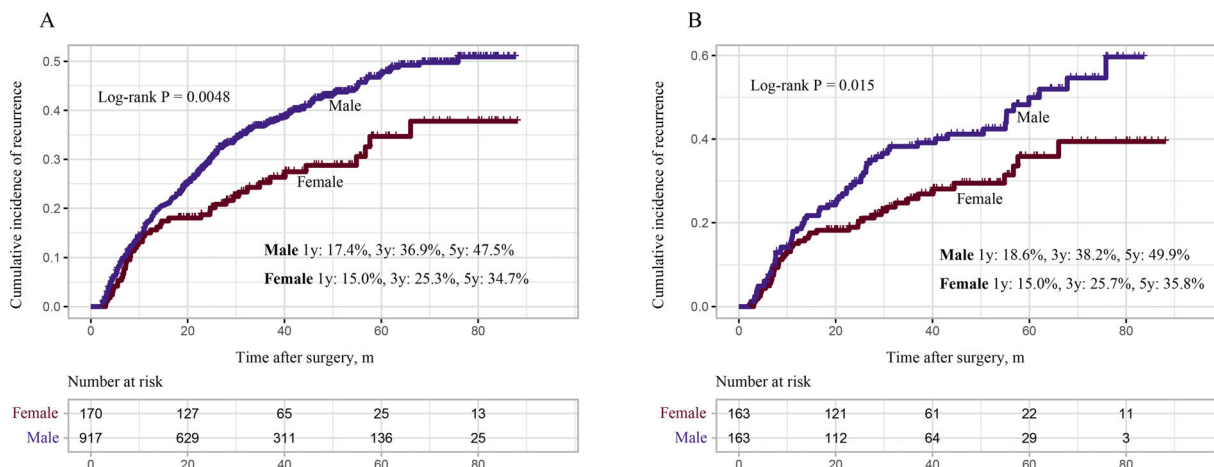 A
Cumulative incidence of recurrence
0.5
0.4
0.3
0.2
0.1
0.0
Log-rank P = 0.0048
Male
Female
Male 1y: 17.4%, 3y: 36.9%, 5y: 47.5%
Female 1y: 15.0%, 3y: 25.3%, 5y: 34.7%
0 20 40 60 80
Time after surgery, m
Number at risk
Female 170 127 65 25 13
Male 917 629 311 136 25
0 20 40 60 80
B
Cumulative incidence of recurrence
0.6
0.4
0.2
0.0
Log-rank P = 0.015
Male
Female
Male 1y: 18.6%, 3y: 38.2%, 5y: 49.9%
Female 1y: 15.0%, 3y: 25.7%, 5y: 35.8%
0 20 40 60 80
Time after surgery, m
Number at risk
Female 163 121 61 22 11
Male 163 112 64 29 3
0 20 40 60 80